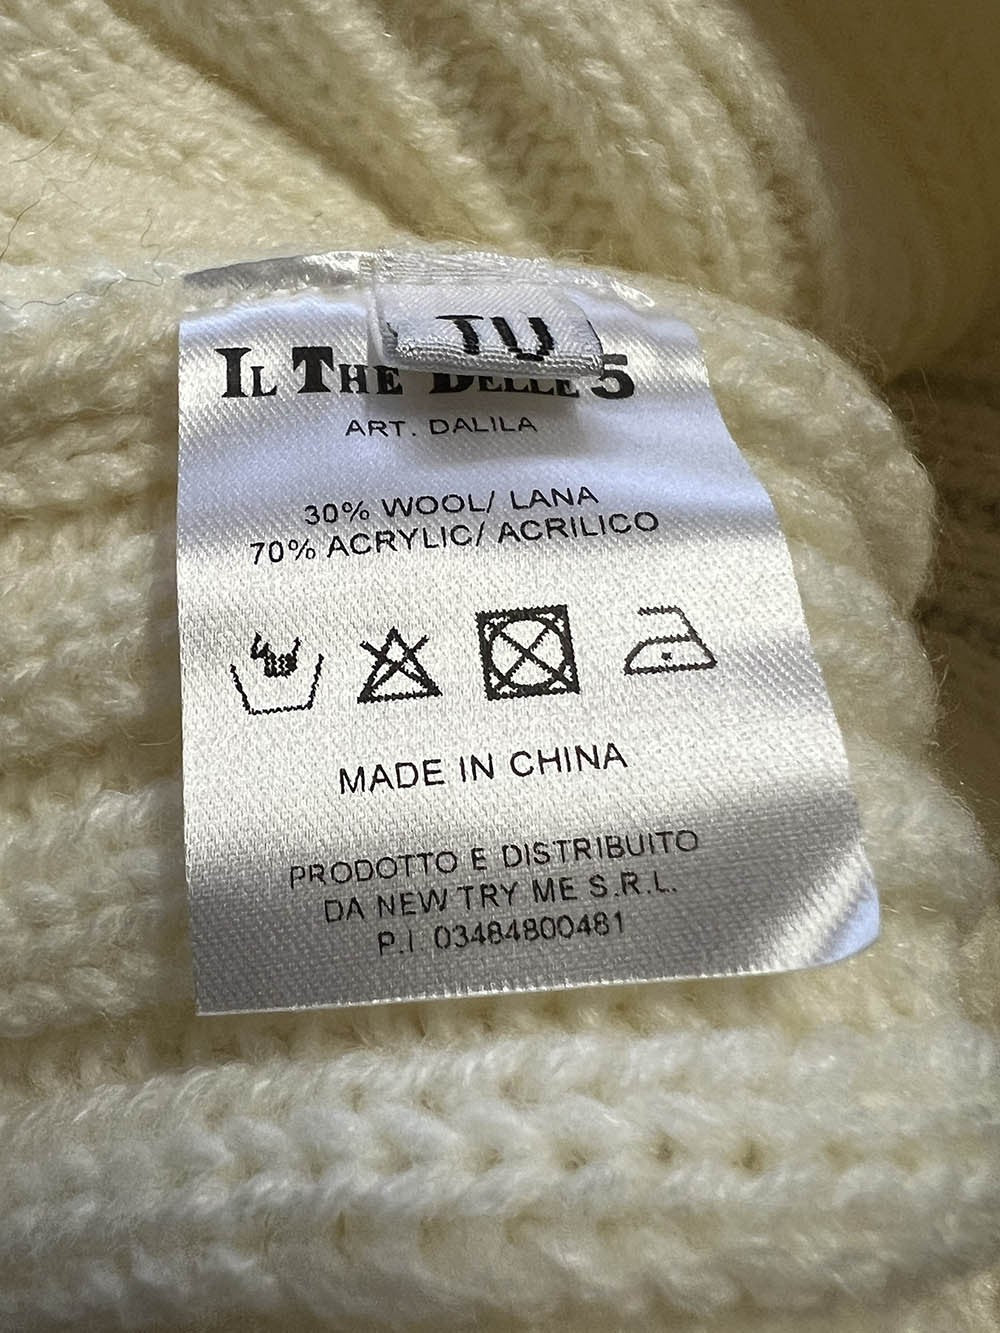 TU
IL THE DELLE 5
ART. DALILA
30% WOOL/ LANA
70% ACRYLIC/ ACRILICO
MADE IN CHINA
PRODOTTO E DISTRIBUITO
DA NEW TRY ME S.R.L.
P.I. 03484800481